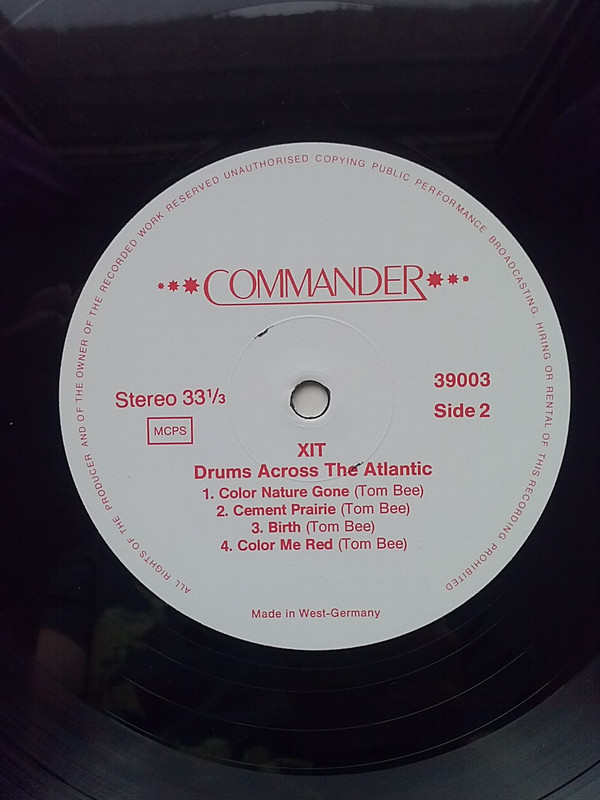 ALL RIGHTS OF THE PRODUCER AND OF THE OWNER OF THE RECORDED WORK RESERVED UNAUTHORISED COPYING PUBLIC PERFORMANCE BROADCASTING. HIRING OR RENTAL OF THIS RECORDING PROHIBITED
COMMANDER
Stereo 33⅓
MCPS
39003
Side 2
XIT
Drums Across The Atlantic
1. Color Nature Gone (Tom Bee)
2. Cement Prairie (Tom Bee)
3. Birth (Tom Bee)
4. Color Me Red (Tom Bee)
Made in West-Germany